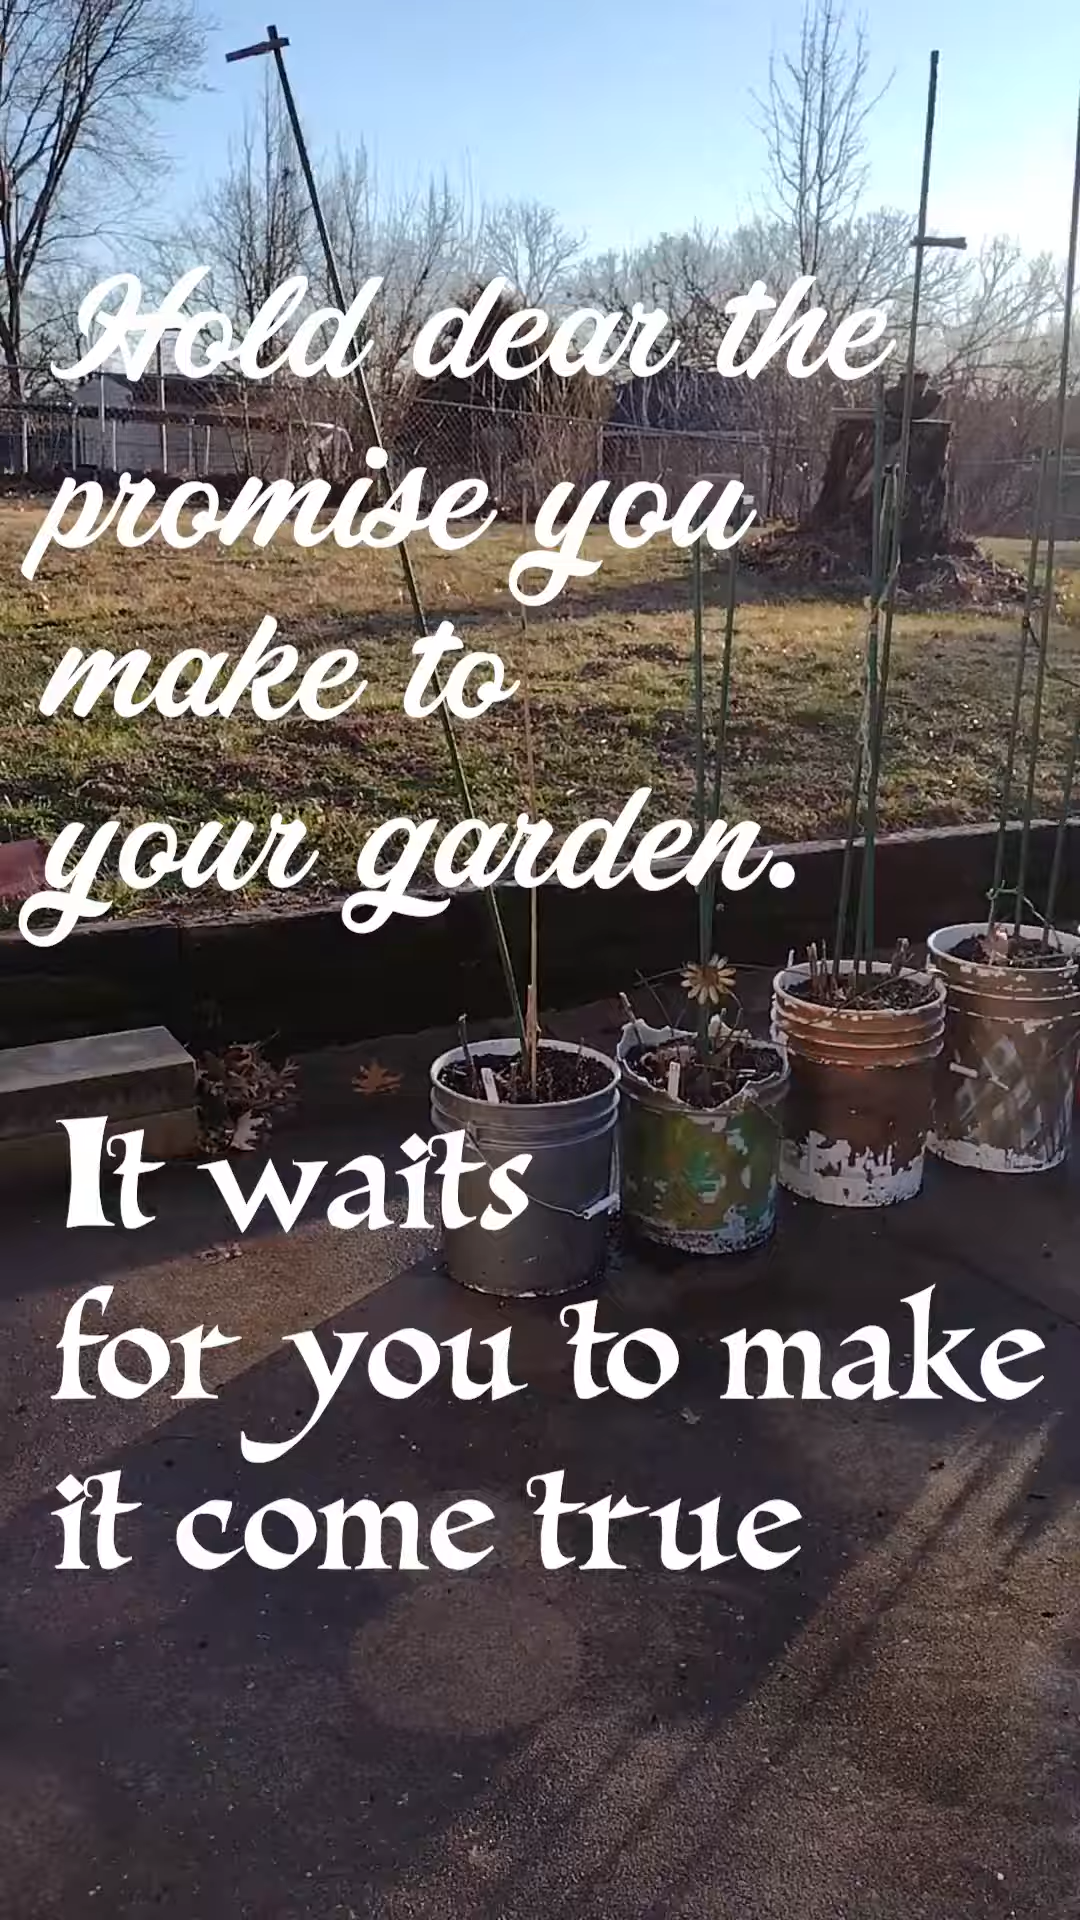 Hold dear the
promise you
make to
your garden.
It waits
for you to make
it come true